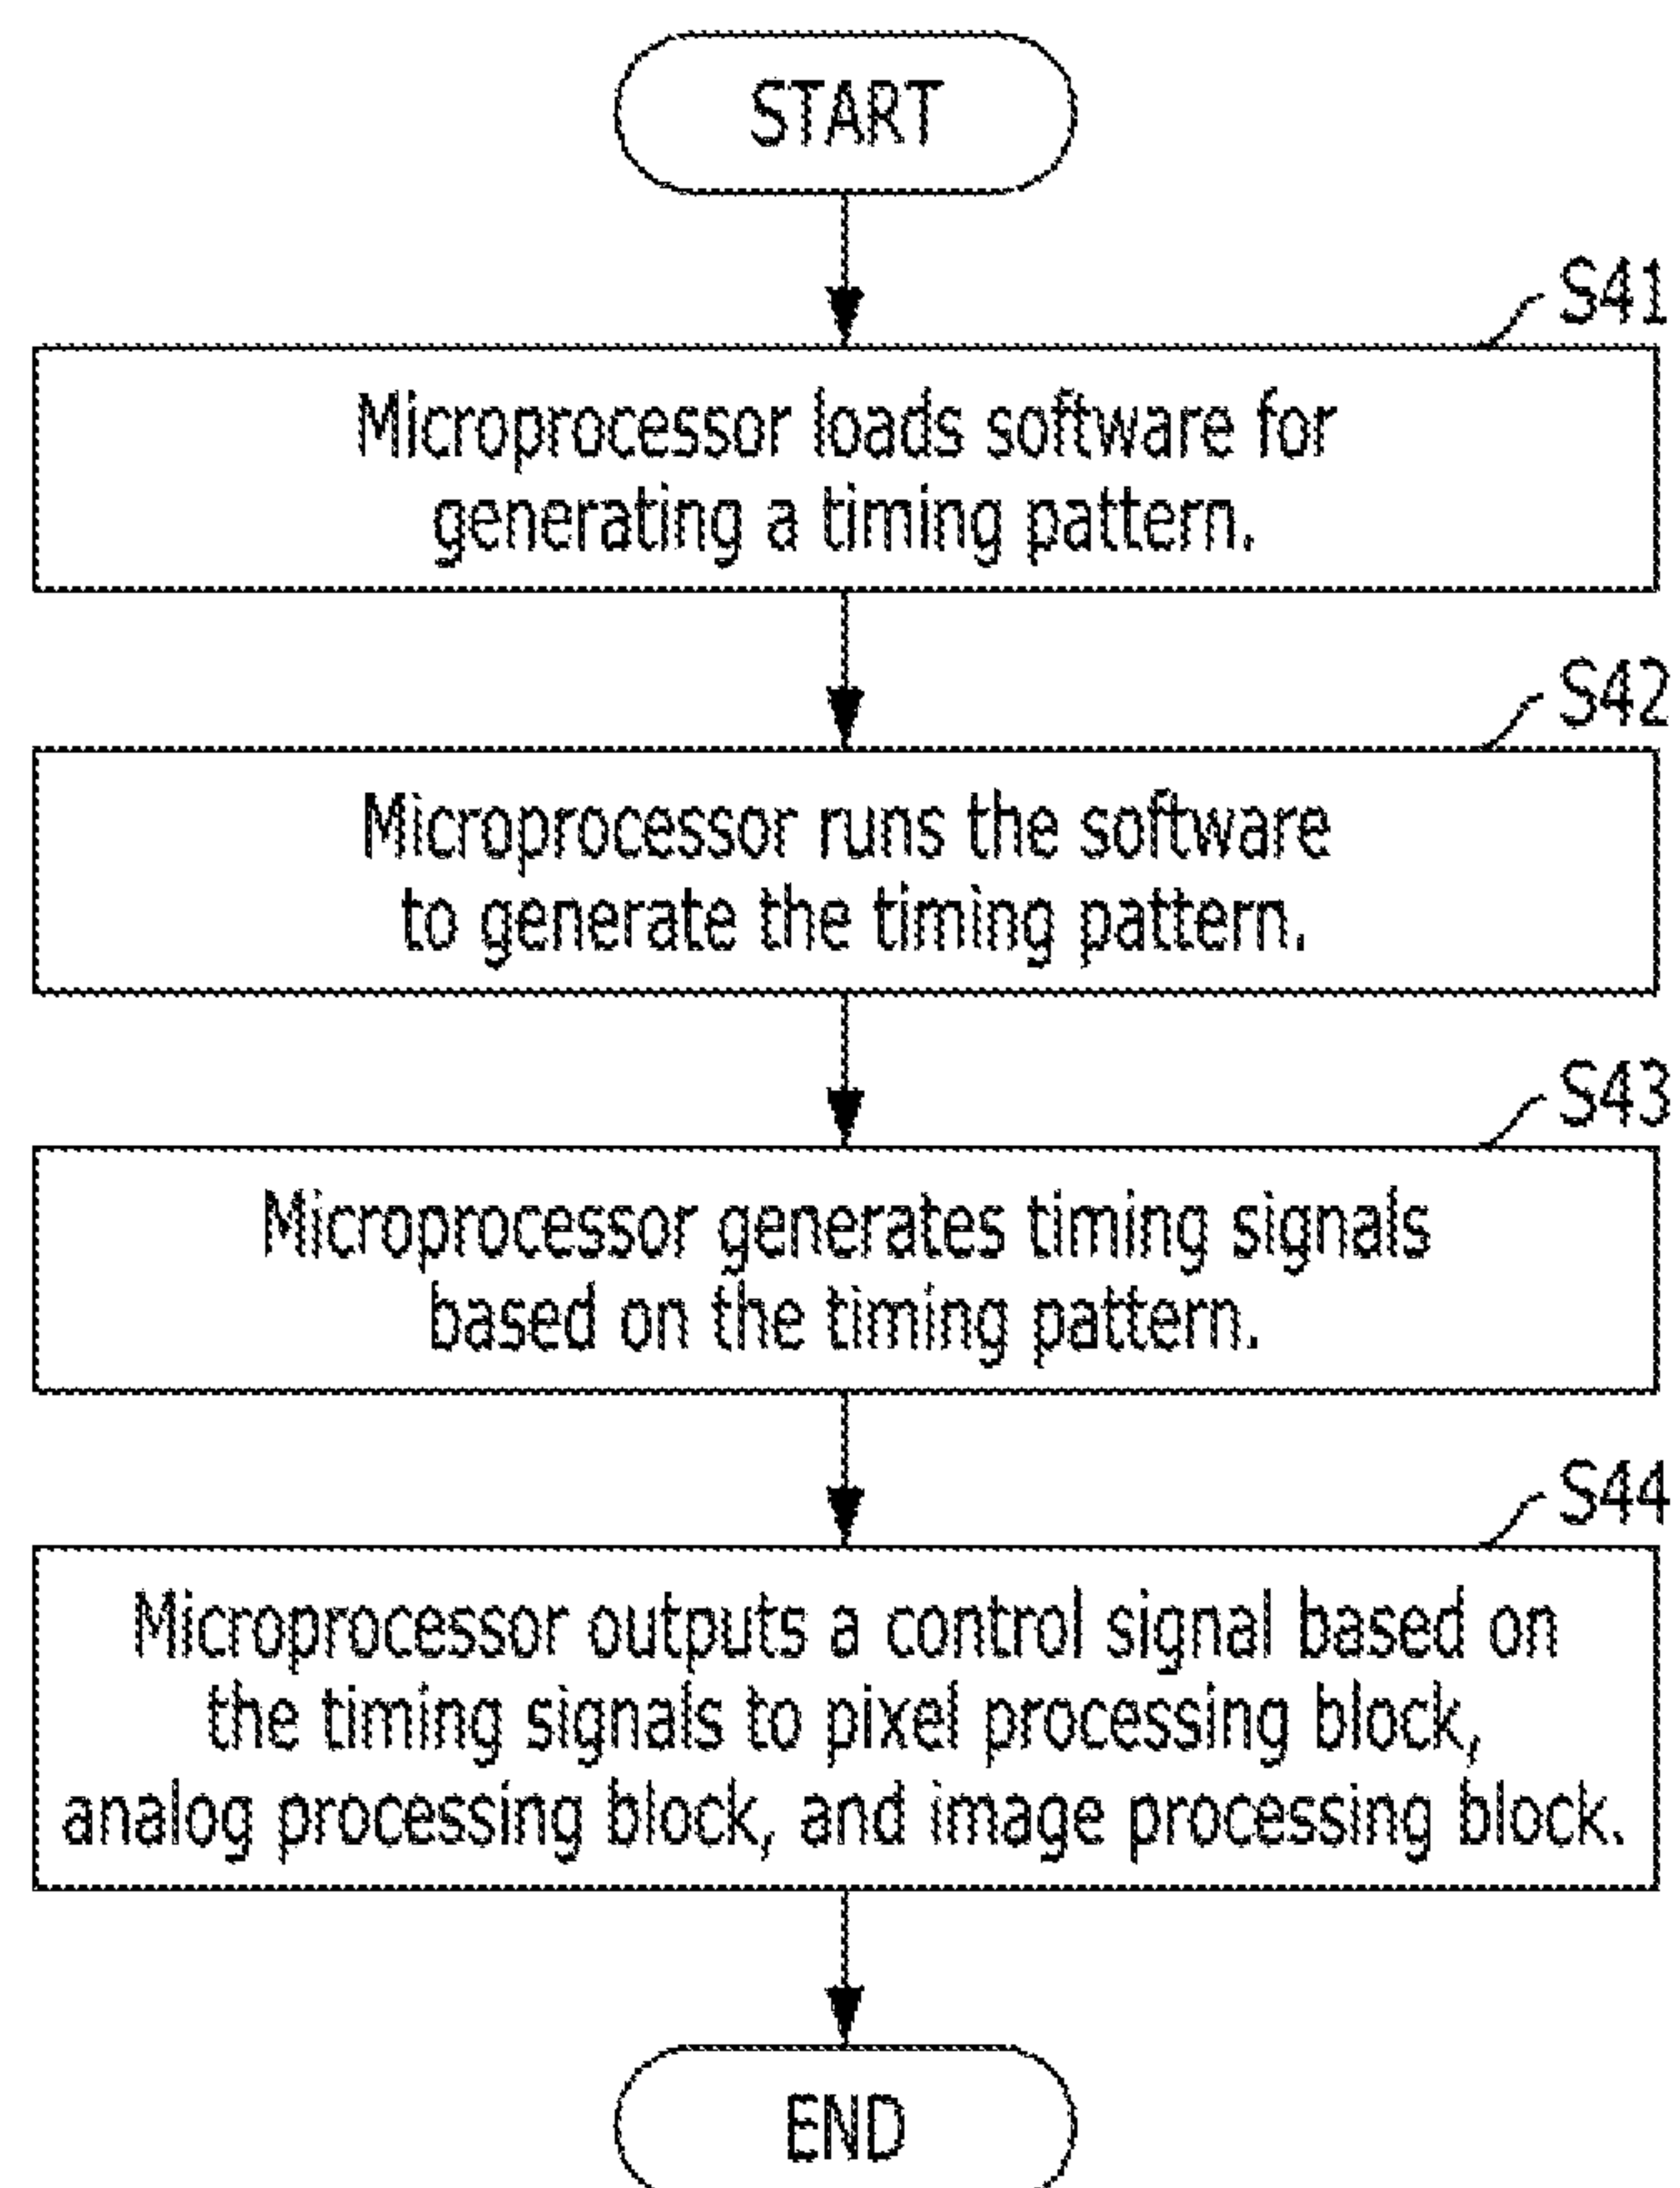 START
S41
Microprocessor loads software for
generating a timing pattern.
S42
Microprocessor runs the software
to generate the timing pattern.
S43
Microprocessor generates timing signals
based on the timing pattern.
S44
Microprocessor outputs a control signal based on
the timing signals to pixel processing block,
analog processing block, and image processing block.
END